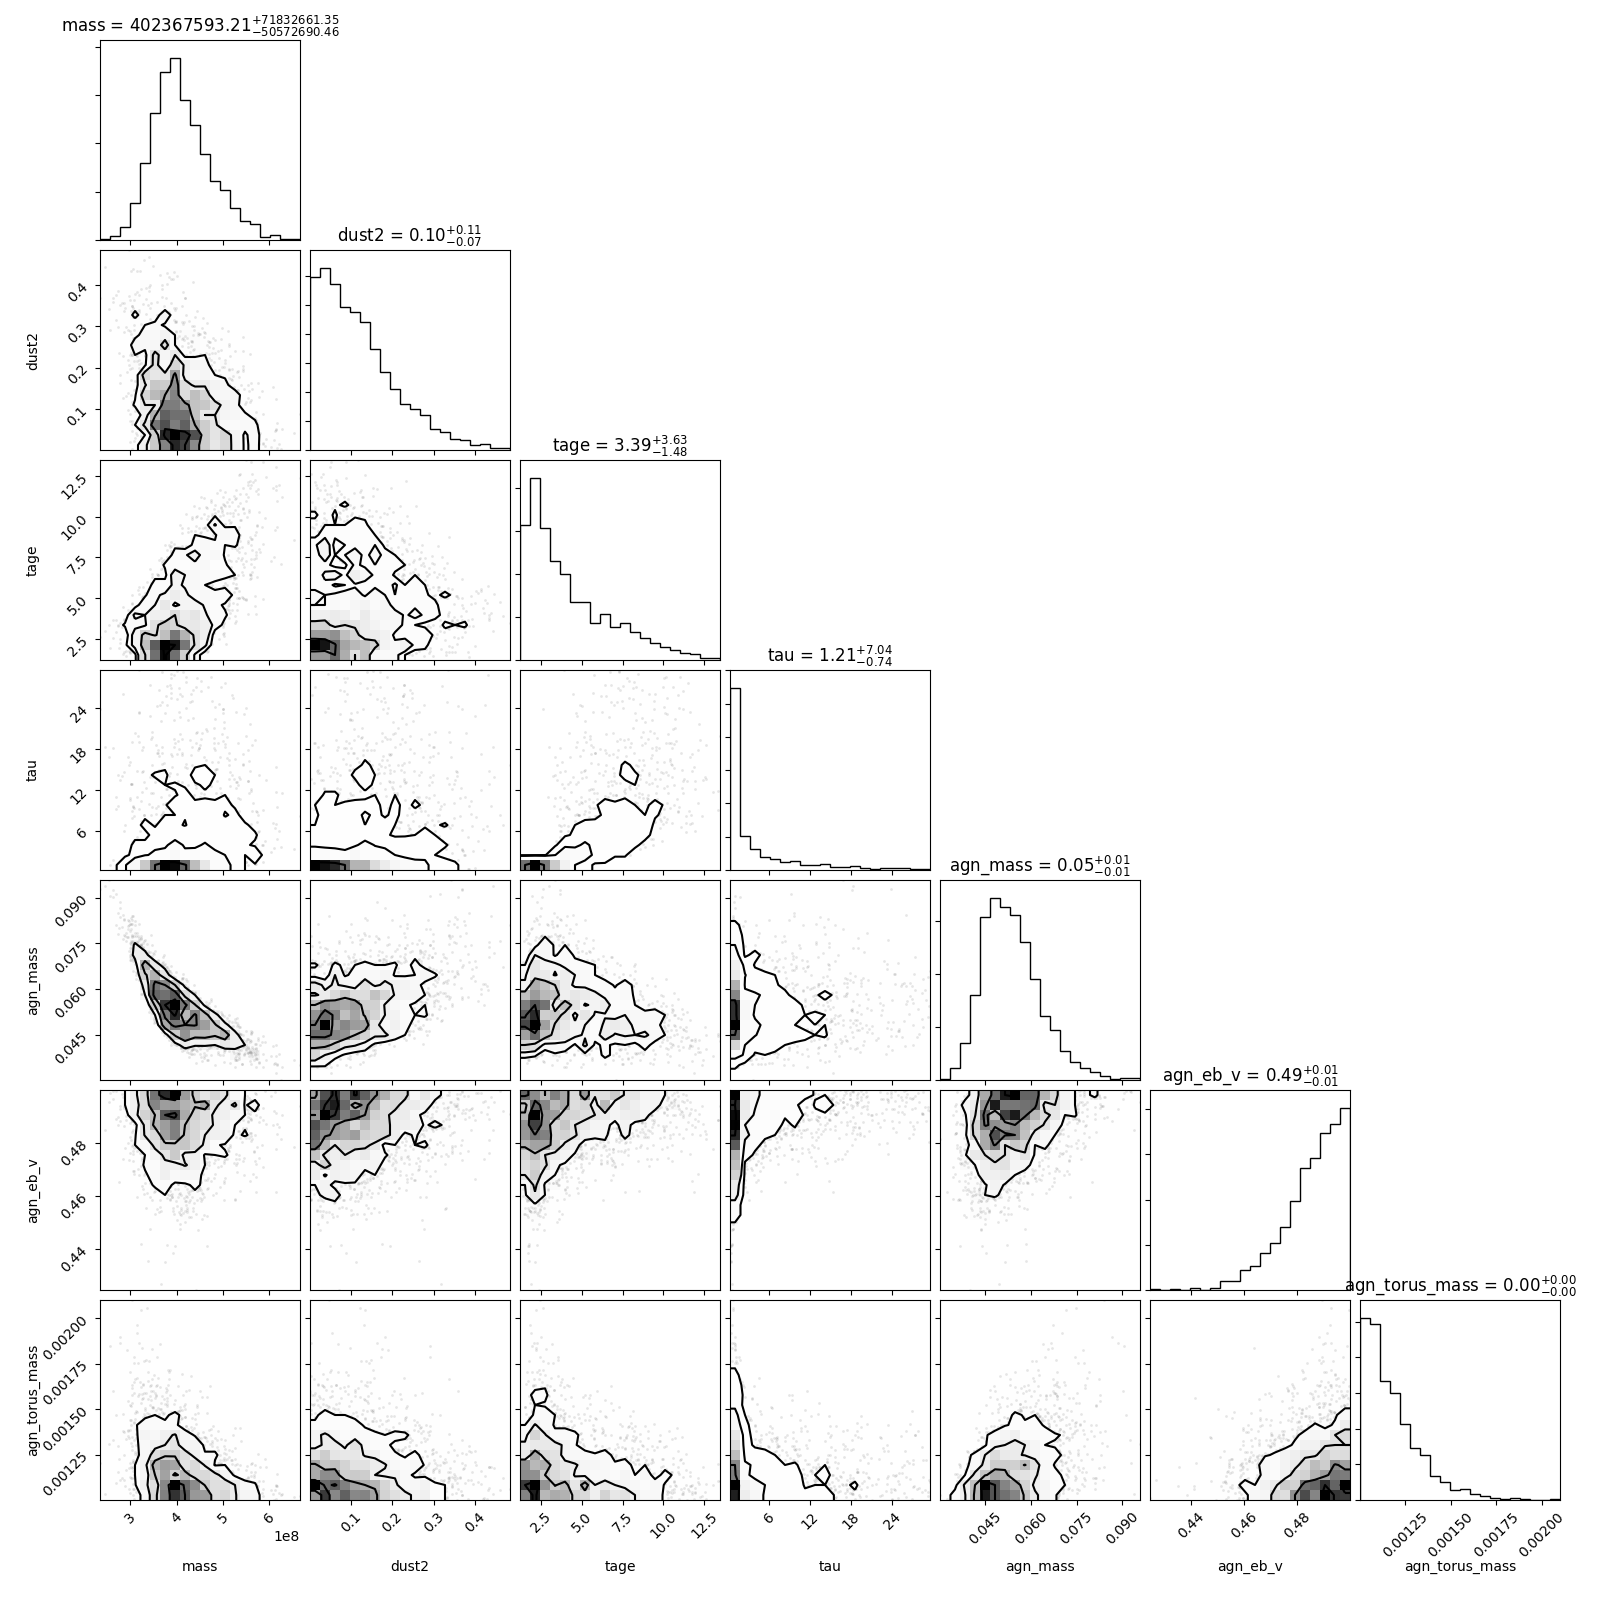 mass = 402367593.21 +71832661.35 −50572690.46
dust2 = 0.10 +0.11 −0.07
0.4
0.3
0.2
0.1
dust2
tage = 3.39 +3.63 −1.48
12.5
10.0
7.5
5.0
2.5
tage
tau = 1.21 +7.04 −0.74
24
18
12
6
tau
agn_mass = 0.05 +0.01 −0.01
0.090
0.075
0.060
0.045
agn_mass
agn_eb_v = 0.49 +0.01 −0.01
0.48
0.46
0.44
agn_eb_v
agn_torus_mass = 0.00 +0.00 −0.00
0.00200
0.00175
0.00150
0.00125
agn_torus_mass
3 4 5 6
1e8
0.1 0.2 0.3 0.4
2.5 5.0 7.5 10.0 12.5
6 12 18 24
0.045 0.060 0.075 0.090
0.44 0.46 0.48
0.00125 0.00150 0.00175 0.00200
mass dust2 tage tau agn_mass agn_eb_v agn_torus_mass